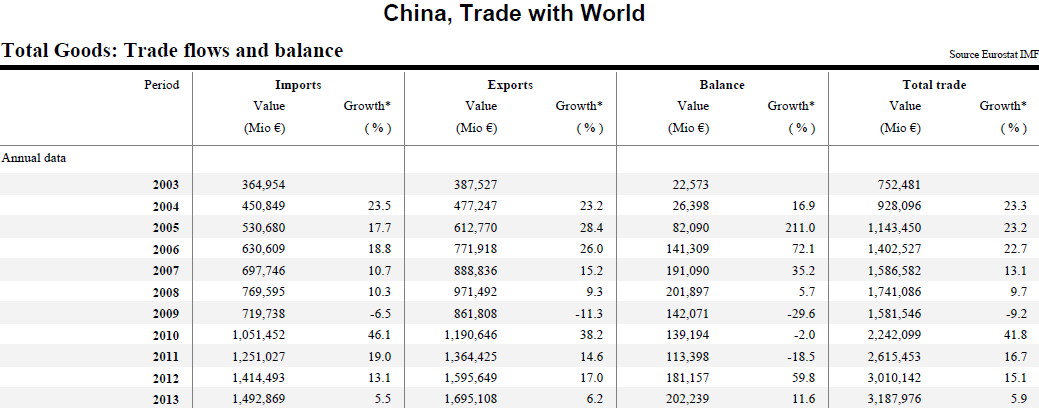 China, Trade with World
Total Goods: Trade flows and balance Source Eurostat IMF
Period Imports Exports Balance Total trade
Value Growth* Value Growth* Value Growth* Value Growth*
(Mio €) ( % ) (Mio €) ( % ) (Mio €) ( % ) (Mio €) ( % )
Annual data
2003 364,954 387,527 22,573 752,481
2004 450,849 23.5 477,247 23.2 26,398 16.9 928,096 23.3
2005 530,680 17.7 612,770 28.4 82,090 211.0 1,143,450 23.2
2006 630,609 18.8 771,918 26.0 141,309 72.1 1,402,527 22.7
2007 697,746 10.7 888,836 15.2 191,090 35.2 1,586,582 13.1
2008 769,595 10.3 971,492 9.3 201,897 5.7 1,741,086 9.7
2009 719,738 -6.5 861,808 -11.3 142,071 -29.6 1,581,546 -9.2
2010 1,051,452 46.1 1,190,646 38.2 139,194 -2.0 2,242,099 41.8
2011 1,251,027 19.0 1,364,425 14.6 113,398 -18.5 2,615,453 16.7
2012 1,414,493 13.1 1,595,649 17.0 181,157 59.8 3,010,142 15.1
2013 1,492,869 5.5 1,695,108 6.2 202,239 11.6 3,187,976 5.9